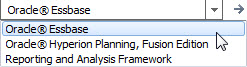 Oracle® Essbase
Oracle® Essbase
Oracle® Hyperion Planning, Fusion Edition
Reporting and Analysis Framework